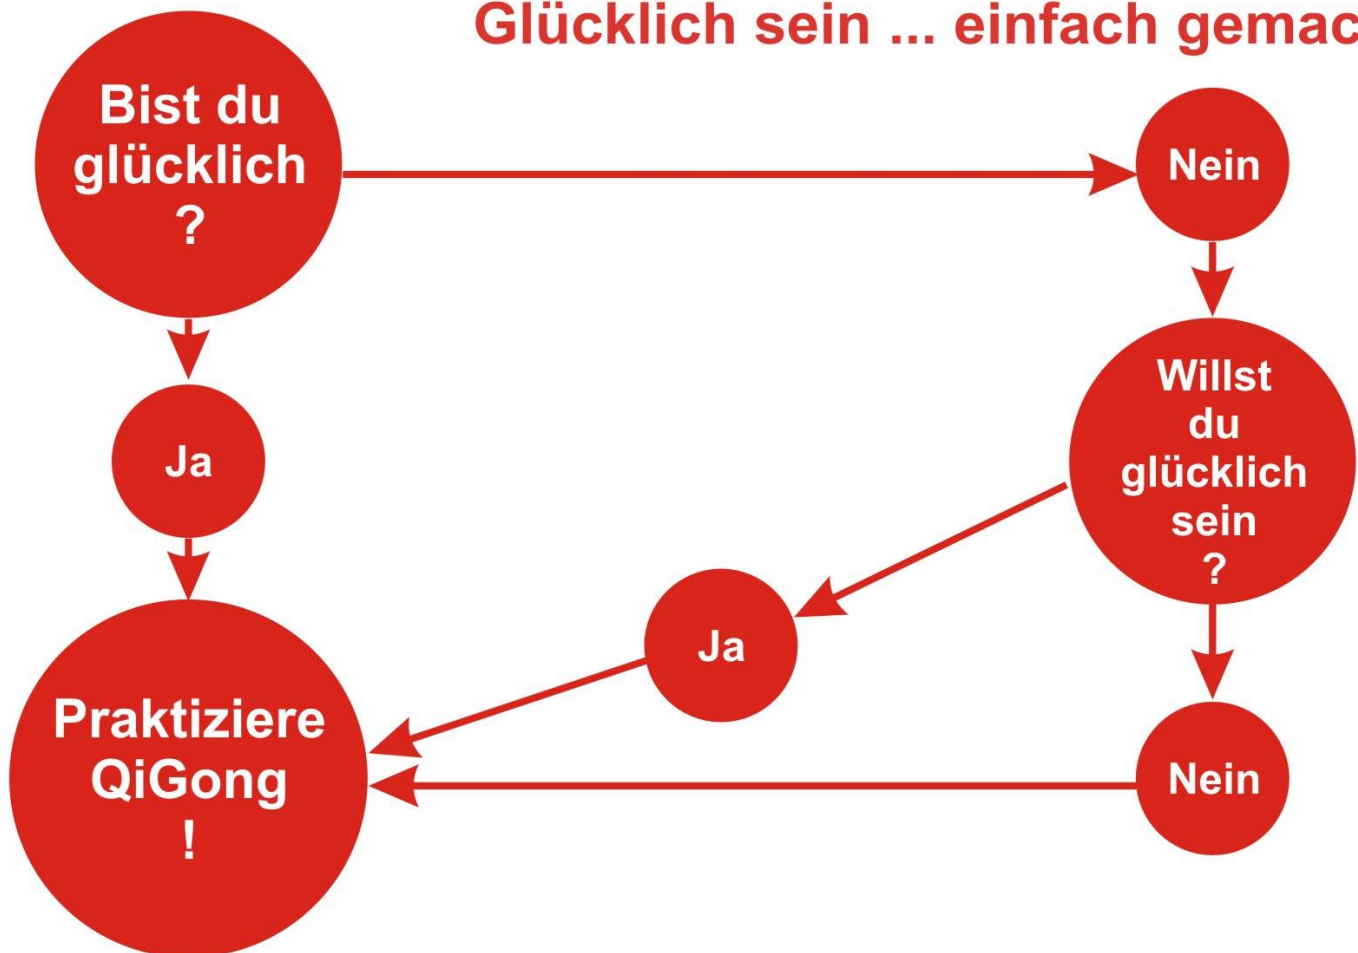 Glücklich sein ... einfach gemac
Bist du
glücklich
?
Nein
Ja
Willst
du
glücklich
sein
?
Ja
Nein
Praktiziere
QiGong
!